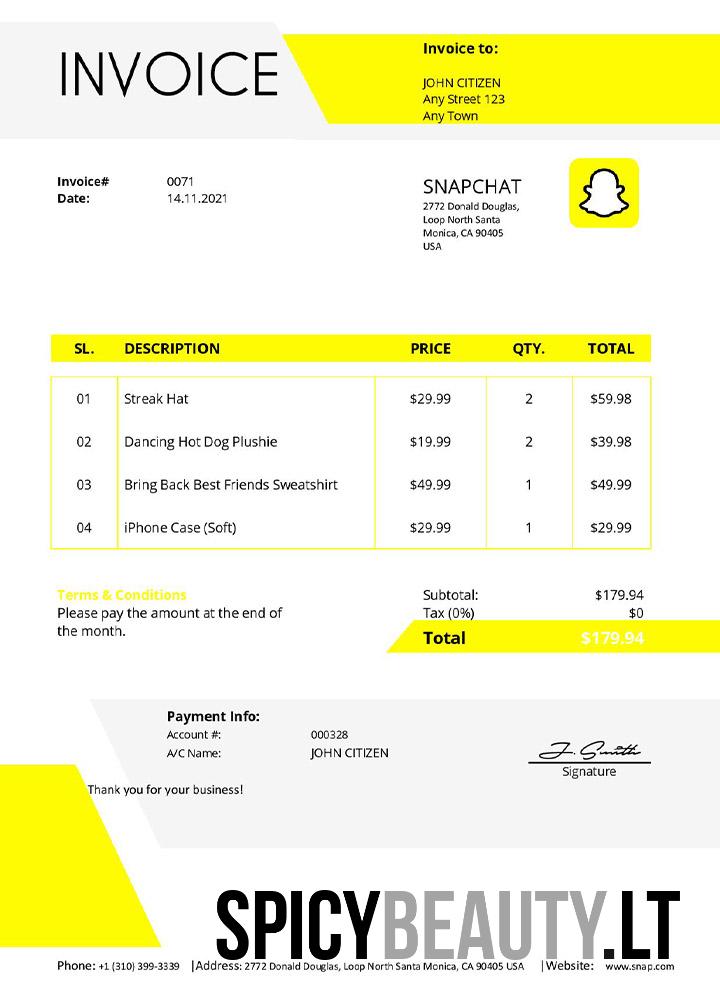 INVOICE
Invoice to:
JOHN CITIZEN
Any Street 123
Any Town
Invoice# 0071
Date: 14.11.2021
SNAPCHAT
2772 Donald Douglas,
Loop North Santa
Monica, CA 90405
USA
SL. DESCRIPTION PRICE QTY. TOTAL
01 Streak Hat $29.99 2 $59.98
02 Dancing Hot Dog Plushie $19.99 2 $39.98
03 Bring Back Best Friends Sweatshirt $49.99 1 $49.99
04 iPhone Case (Soft) $29.99 1 $29.99
Terms & Conditions
Please pay the amount at the end of
the month.
Subtotal: $179.94
Tax (0%) $0
Total $179.94
Payment Info:
Account #: 000328
A/C Name: JOHN CITIZEN
J. Smith
Signature
Thank you for your business!
SPICYBEAUTY.LT
Phone: +1 (310) 399-3339 |Address: 2772 Donald Douglas, Loop North Santa Monica, CA 90405 USA |Website: www.snap.com